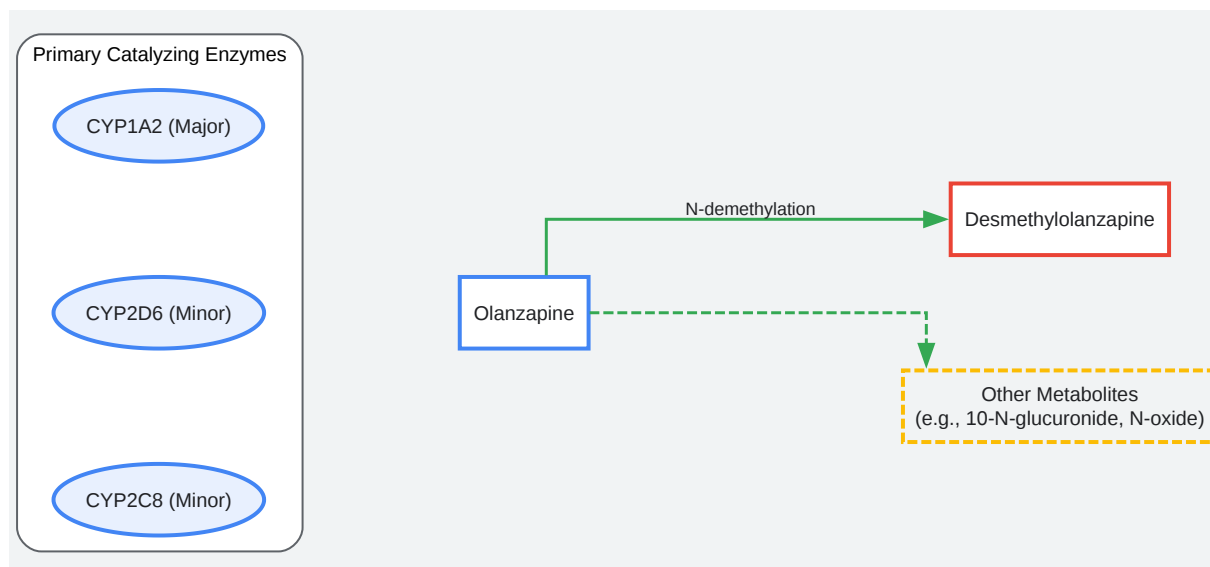 Primary Catalyzing Enzymes
CYP1A2 (Major)
CYP2D6 (Minor)
CYP2C8 (Minor)
N-demethylation
Desmethylolanzapine
Olanzapine
Other Metabolites
(e.g., 10-N-glucuronide, N-oxide)